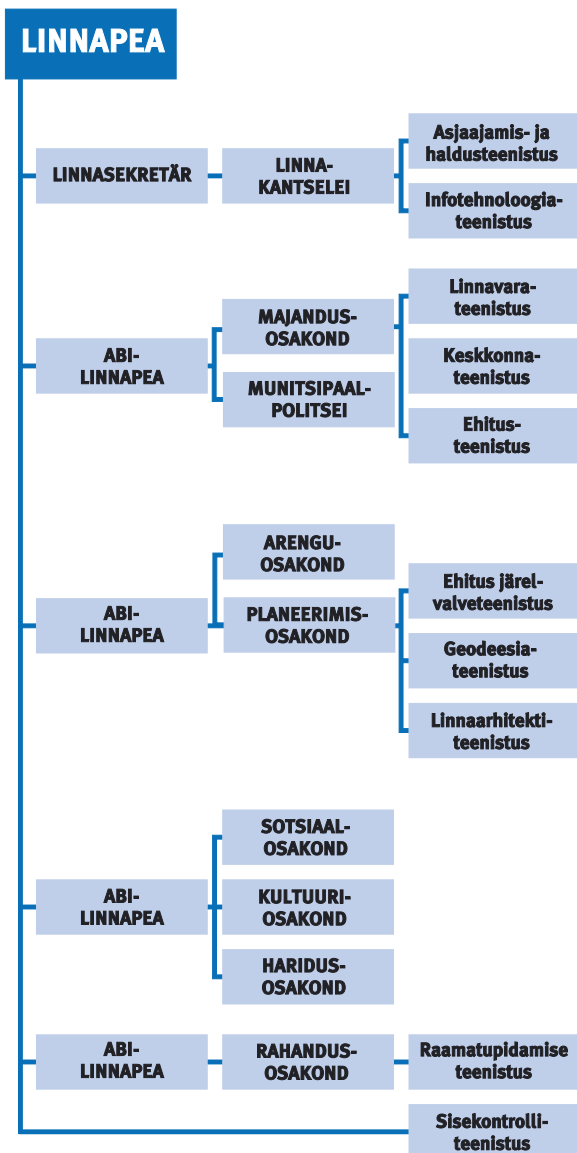 LINNAPEA
LINNASEKRETÄR
LINNA-
KANTSELEI
Asjaajamis- ja
haldusteenistus
Infotehnoloogia-
teenistus
ABI-
LINNAPEA
MAJANDUS-
OSAKOND
MUNITSIPAAL-
POLITSEI
Linnavara-
teenistus
Keskkonna-
teenistus
Ehitus-
teenistus
ABI-
LINNAPEA
ARENGU-
OSAKOND
PLANEERIMIS-
OSAKOND
Ehitus järel-
valveteenistus
Geodeesia-
teenistus
Linnaarhitekti-
teenistus
ABI-
LINNAPEA
SOTSIAAL-
OSAKOND
KULTUURI-
OSAKOND
HARIDUS-
OSAKOND
ABI-
LINNAPEA
RAHANDUS-
OSAKOND
Raamatupidamise
teenistus
Sisekontrolli-
teenistus